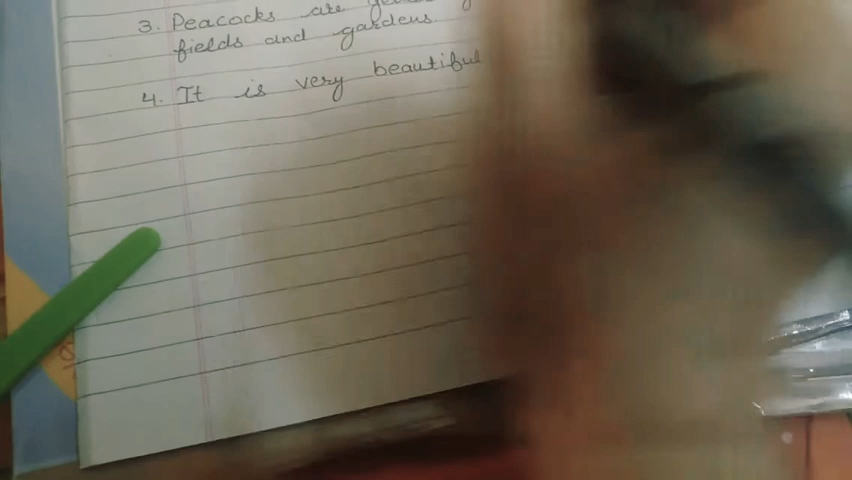 3. Peacocks are
fields and gardens.
4. It is very beautiful